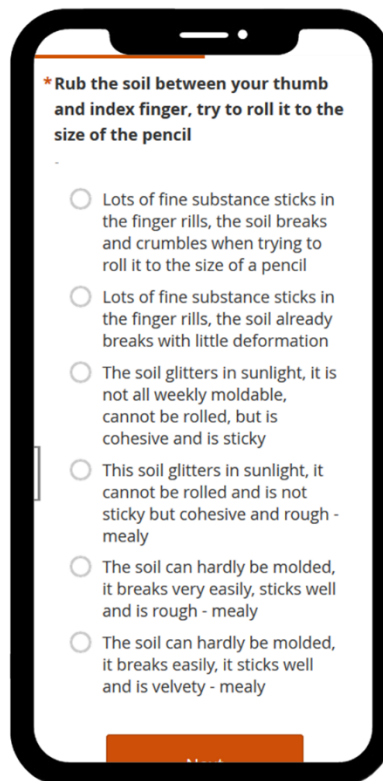 *Rub the soil between your thumb
and index finger, try to roll it to the
size of the pencil
-
Lots of fine substance sticks in
the finger rills, the soil breaks
and crumbles when trying to
roll it to the size of a pencil
Lots of fine substance sticks in
the finger rills, the soil already
breaks with little deformation
The soil glitters in sunlight, it is
not all weekly moldable,
cannot be rolled, but is
cohesive and is sticky
This soil glitters in sunlight, it
cannot be rolled and is not
sticky but cohesive and rough -
mealy
The soil can hardly be molded,
it breaks very easily, sticks well
and is rough - mealy
The soil can hardly be molded,
it breaks easily, it sticks well
and is velvety - mealy